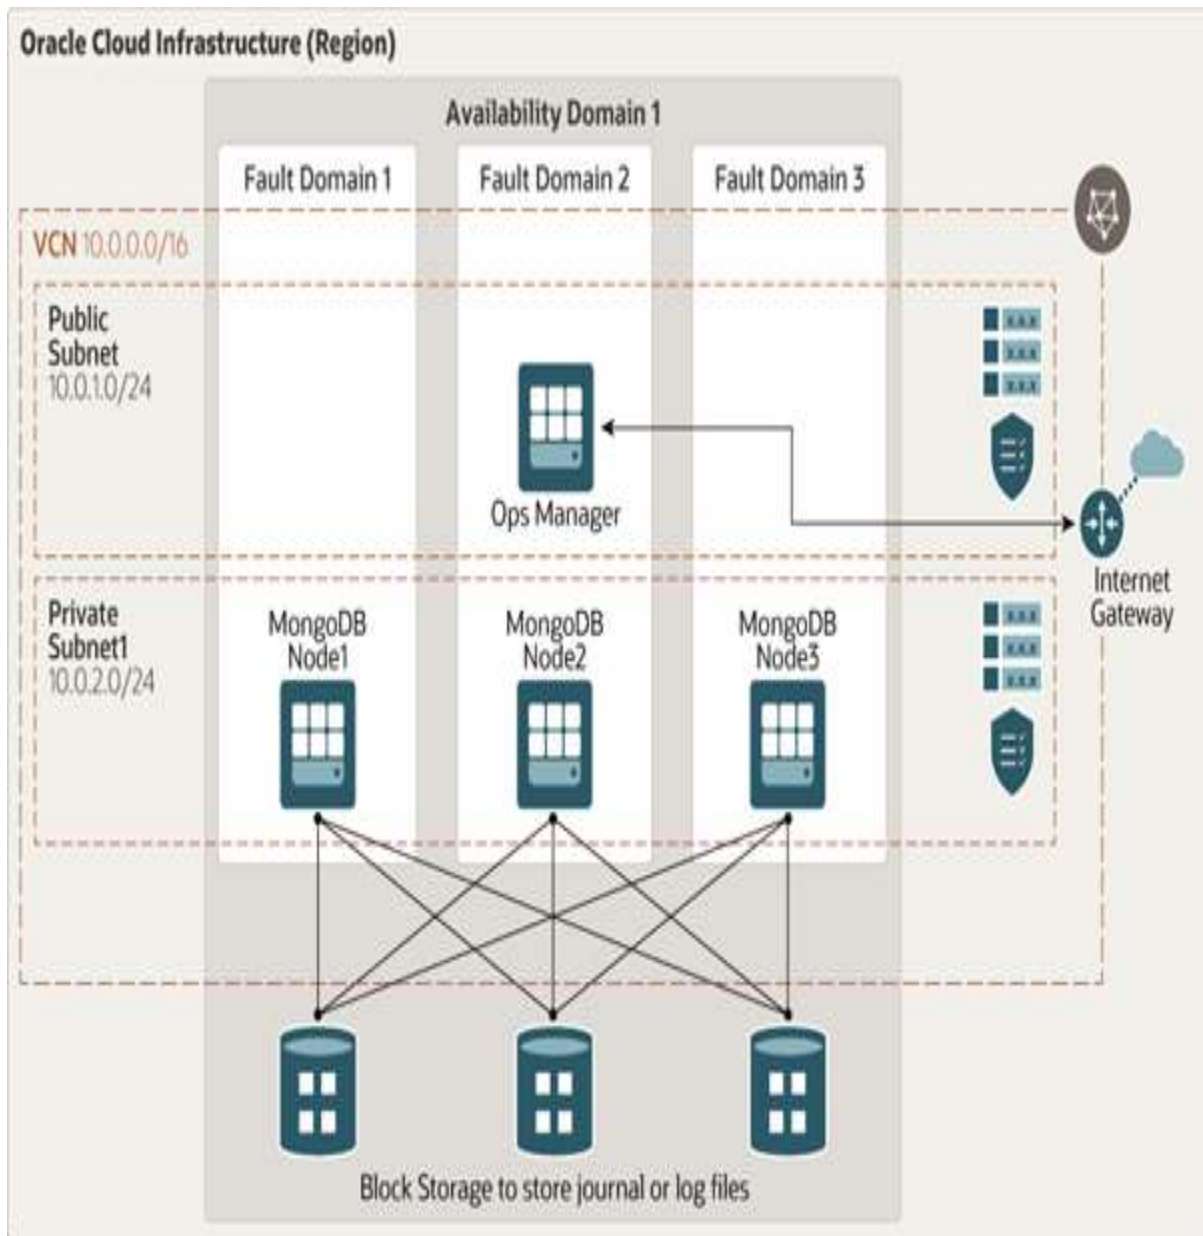 Oracle Cloud Infrastructure (Region)
Availability Domain 1
Fault Domain 1
Fault Domain 2
Fault Domain 3
VCN 10.0.0.0/16
Public
Subnet
10.0.1.0/24
Ops Manager
Internet
Gateway
Private
Subnet1
10.0.2.0/24
MongoDB
Node1
MongoDB
Node2
MongoDB
Node3
Block Storage to store journal or log files